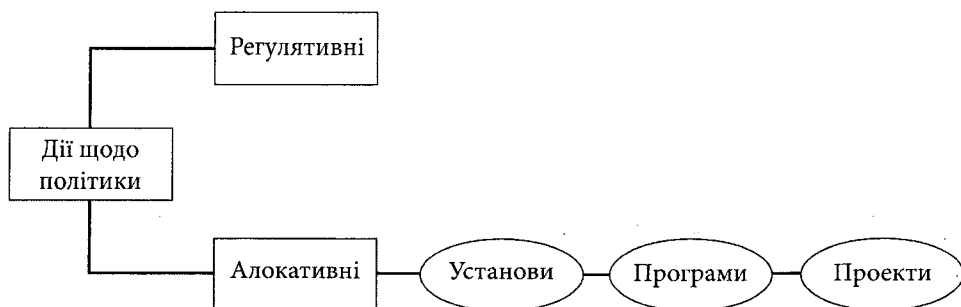 Регулятивні
Дії щодо
політики
Алокативні
Установи
Програми
Проекти